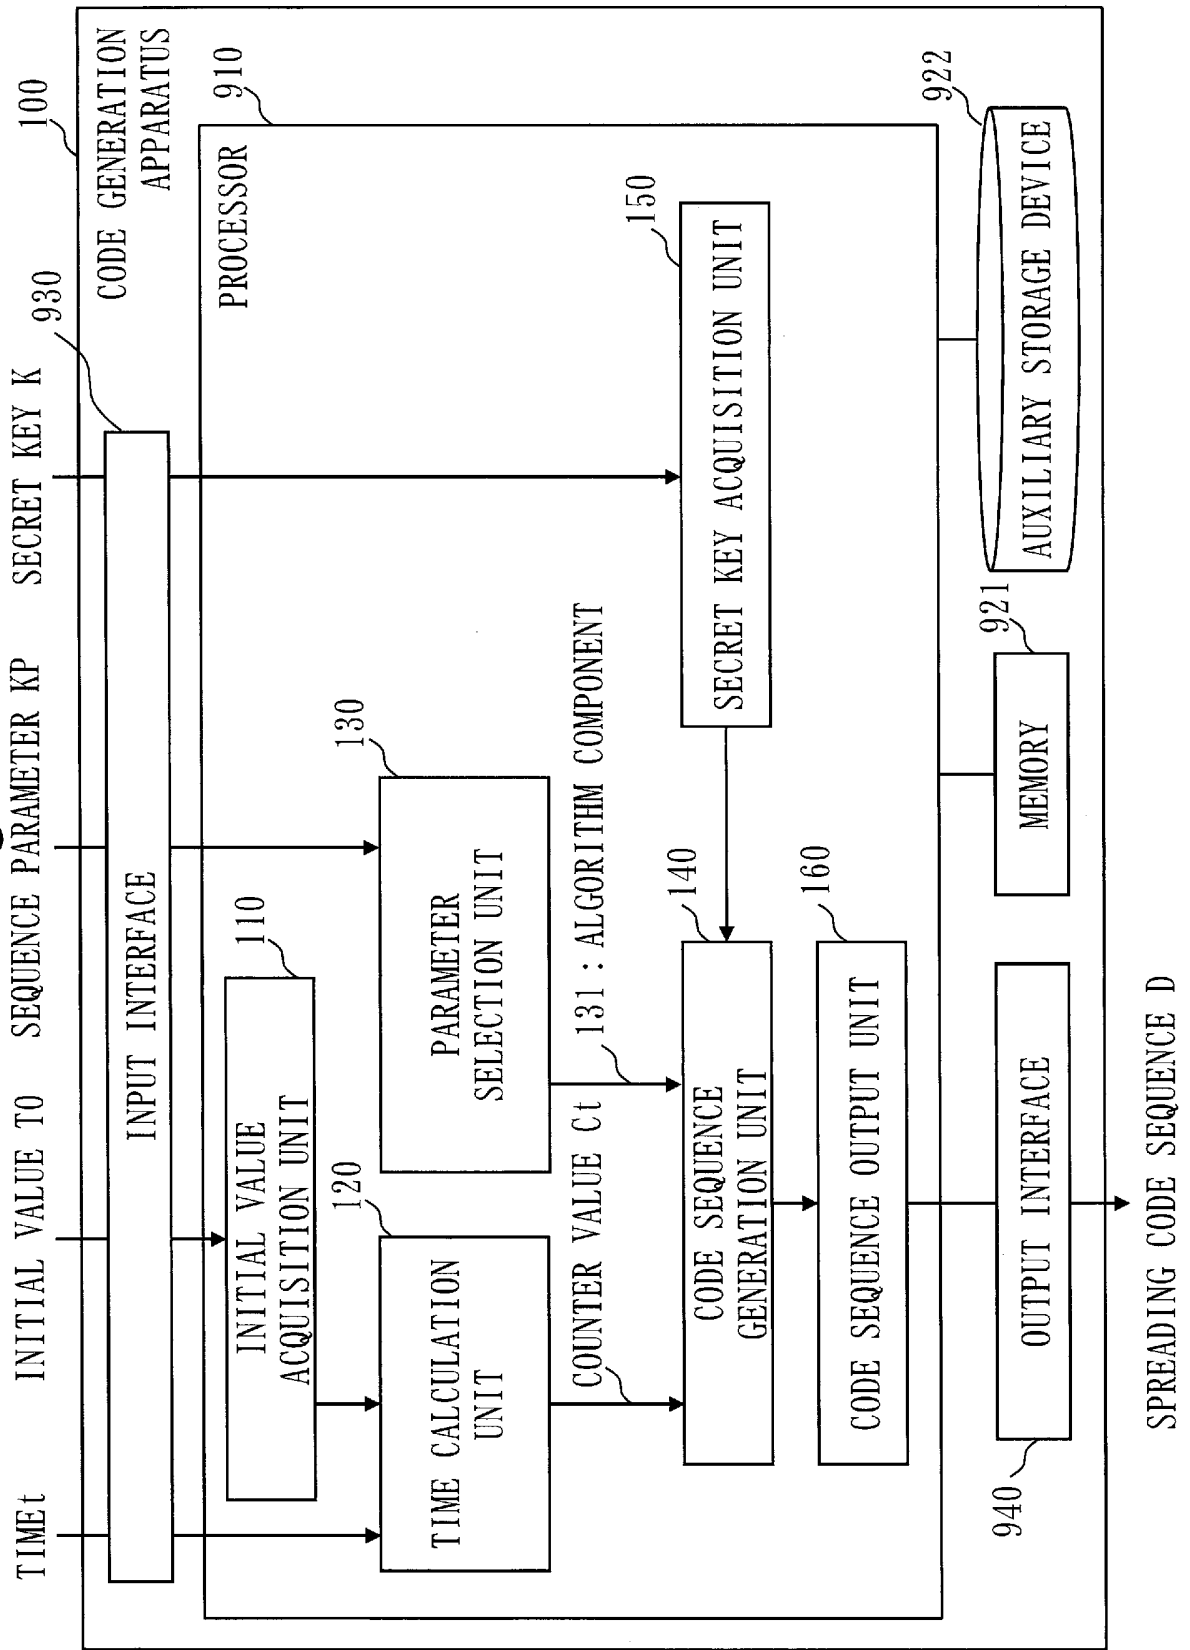 TIMEt
INITIAL VALUE T0
SEQUENCE PARAMETER KP
SECRET KEY K
100
930
CODE GENERATION
APPARATUS
INPUT INTERFACE
910
PROCESSOR
110
INITIAL VALUE
ACQUISITION UNIT
120
TIME CALCULATION
UNIT
130
PARAMETER
SELECTION UNIT
COUNTER VALUE Ct
131 : ALGORITHM COMPONENT
150
SECRET KEY ACQUISITION UNIT
140
CODE SEQUENCE
GENERATION UNIT
160
CODE SEQUENCE OUTPUT UNIT
940
OUTPUT INTERFACE
921
MEMORY
922
AUXILIARY STORAGE DEVICE
SPREADING CODE SEQUENCE D